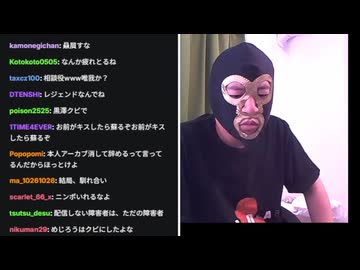 kamonegichan: 贔屓すな
Kotokoto0505: なんか疲れとるね
taxcz100: 相談役www唯我か?
DTENSHI: レジェンドなんでね
poison2525: 黒澤クビで
1TIME4EVER: お前がキスしたら蘇るぞお前がキス
したら蘇るぞ
Popopomi: 本人アーカブ消して辞めるって言って
るんだからほっとけよ
ma_10261026: 結局、馴れ合い
scarlet_66_x: ニンポいれるなよ
tsutsu_desu: 配信しない障害者は、ただの障害者
nikuman29: めじろうはクビにしたよな